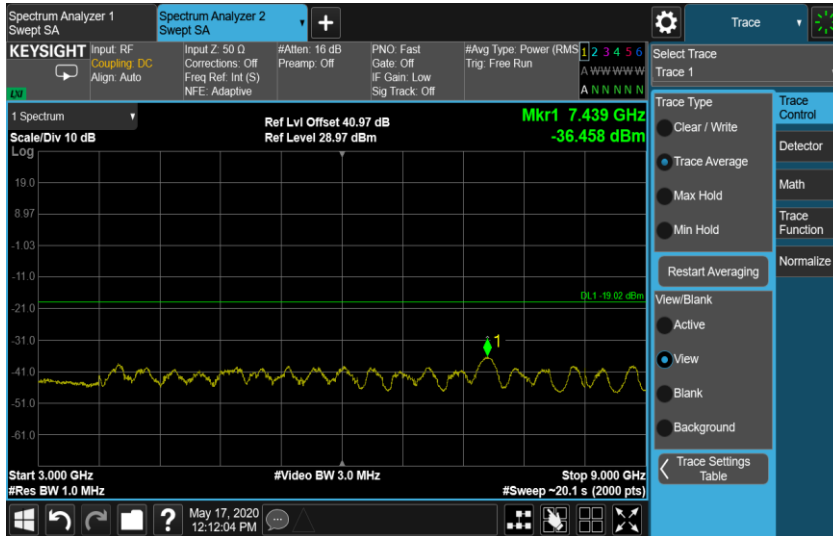 Spectrum Analyzer 1
Swept SA
Spectrum Analyzer 2
Swept SA
▼
+
Trace
▼
KEYSIGHT
LXI
Input: RF
Coupling: DC
Align: Auto
Input Z: 50 Ω
Corrections: Off
Freq Ref: Int (S)
NFE: Adaptive
#Atten: 16 dB
Preamp: Off
PNO: Fast
Gate: Off
IF Gain: Low
Sig Track: Off
#Avg Type: Power (RMS
Trig: Free Run
1 2 3 4 5 6
A W W W W W
A N N N N N
Select Trace
Trace 1
1 Spectrum
▼
Scale/Div 10 dB
Log
Ref Lvl Offset 40.97 dB
Ref Level 28.97 dBm
Mkr1 7.439 GHz
-36.458 dBm
19.0
8.97
-1.03
-11.0
-21.0
-31.0
-41.0
-51.0
-61.0
DL1 -19.02 dBm
1
Start 3.000 GHz
#Res BW 1.0 MHz
#Video BW 3.0 MHz
Stop 9.000 GHz
#Sweep ~20.1 s (2000 pts)
Trace Type
Clear / Write
Trace Average
Max Hold
Min Hold
Restart Averaging
View/Blank
Active
View
Blank
Background
Trace Settings
Table
Trace
Control
Detector
Math
Trace
Function
Normalize
?
May 17, 2020
12:12:04 PM